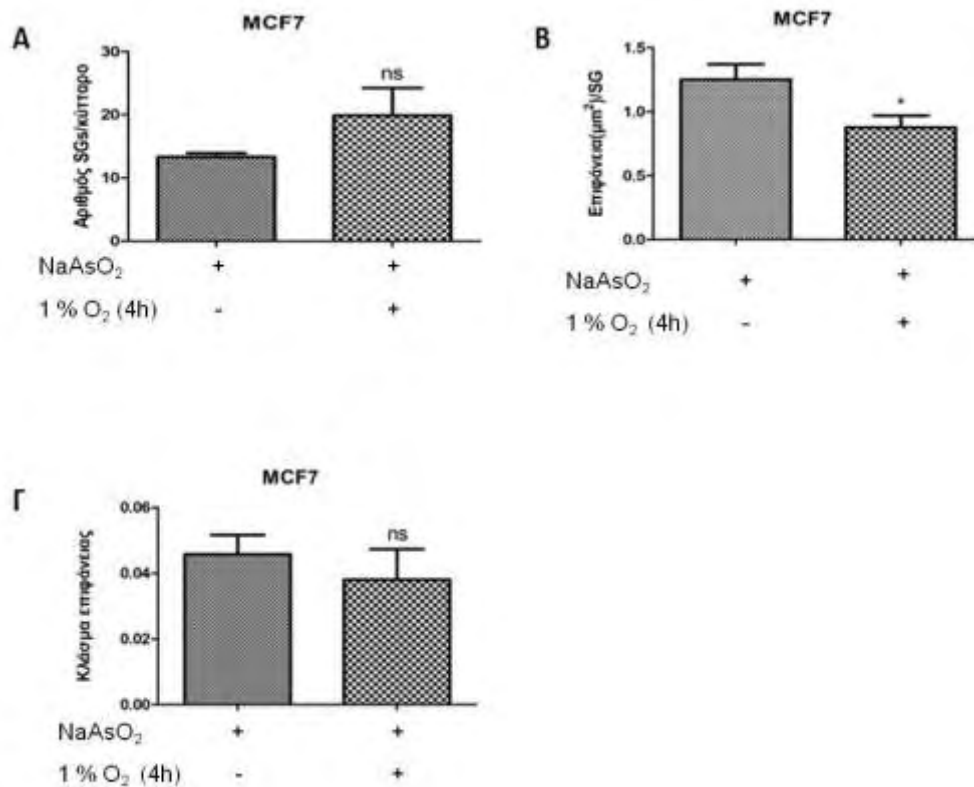 A
MCF7
Αριθμός SGs/κύτταρο
30
20
10
0
ns
NaAsO₂ + +
1 % O₂ (4h) - +
B
MCF7
Επιφάνεια(μm²)/SG
1.5
1.0
0.5
0.0
*
NaAsO₂ + +
1 % O₂ (4h) - +
Γ
MCF7
Κλάσμα επιφάνειας
0.06
0.04
0.02
0.00
ns
NaAsO₂ + +
1 % O₂ (4h) - +